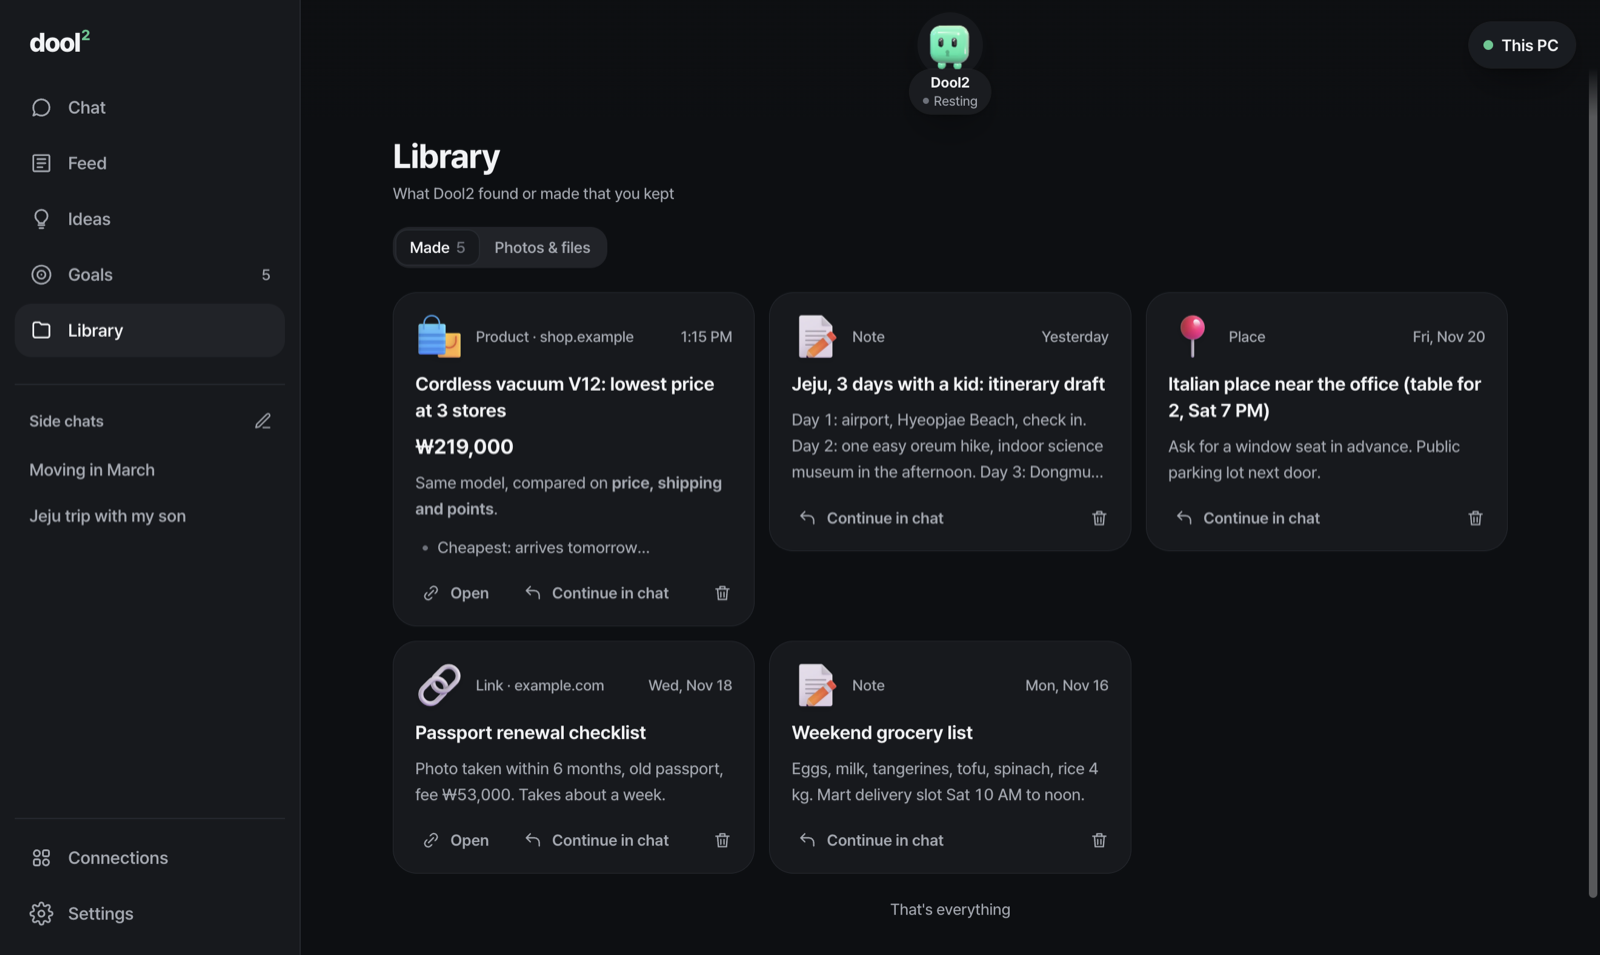 dool²
Chat
Feed
Ideas
Goals 5
Library
Side chats
Moving in March
Jeju trip with my son
Connections
Settings
Dool2
Resting
This PC
Library
What Dool2 found or made that you kept
Made 5 Photos & files
Product · shop.example 1:15 PM
Cordless vacuum V12: lowest price
at 3 stores
₩219,000
Same model, compared on price, shipping
and points.
• Cheapest: arrives tomorrow...
Open Continue in chat
Note Yesterday
Jeju, 3 days with a kid: itinerary draft
Day 1: airport, Hyeopjae Beach, check in.
Day 2: one easy oreum hike, indoor science
museum in the afternoon. Day 3: Dongmu...
Continue in chat
Place Fri, Nov 20
Italian place near the office (table for
2, Sat 7 PM)
Ask for a window seat in advance. Public
parking lot next door.
Continue in chat
Link · example.com Wed, Nov 18
Passport renewal checklist
Photo taken within 6 months, old passport,
fee ₩53,000. Takes about a week.
Open Continue in chat
Note Mon, Nov 16
Weekend grocery list
Eggs, milk, tangerines, tofu, spinach, rice 4
kg. Mart delivery slot Sat 10 AM to noon.
Continue in chat
That's everything